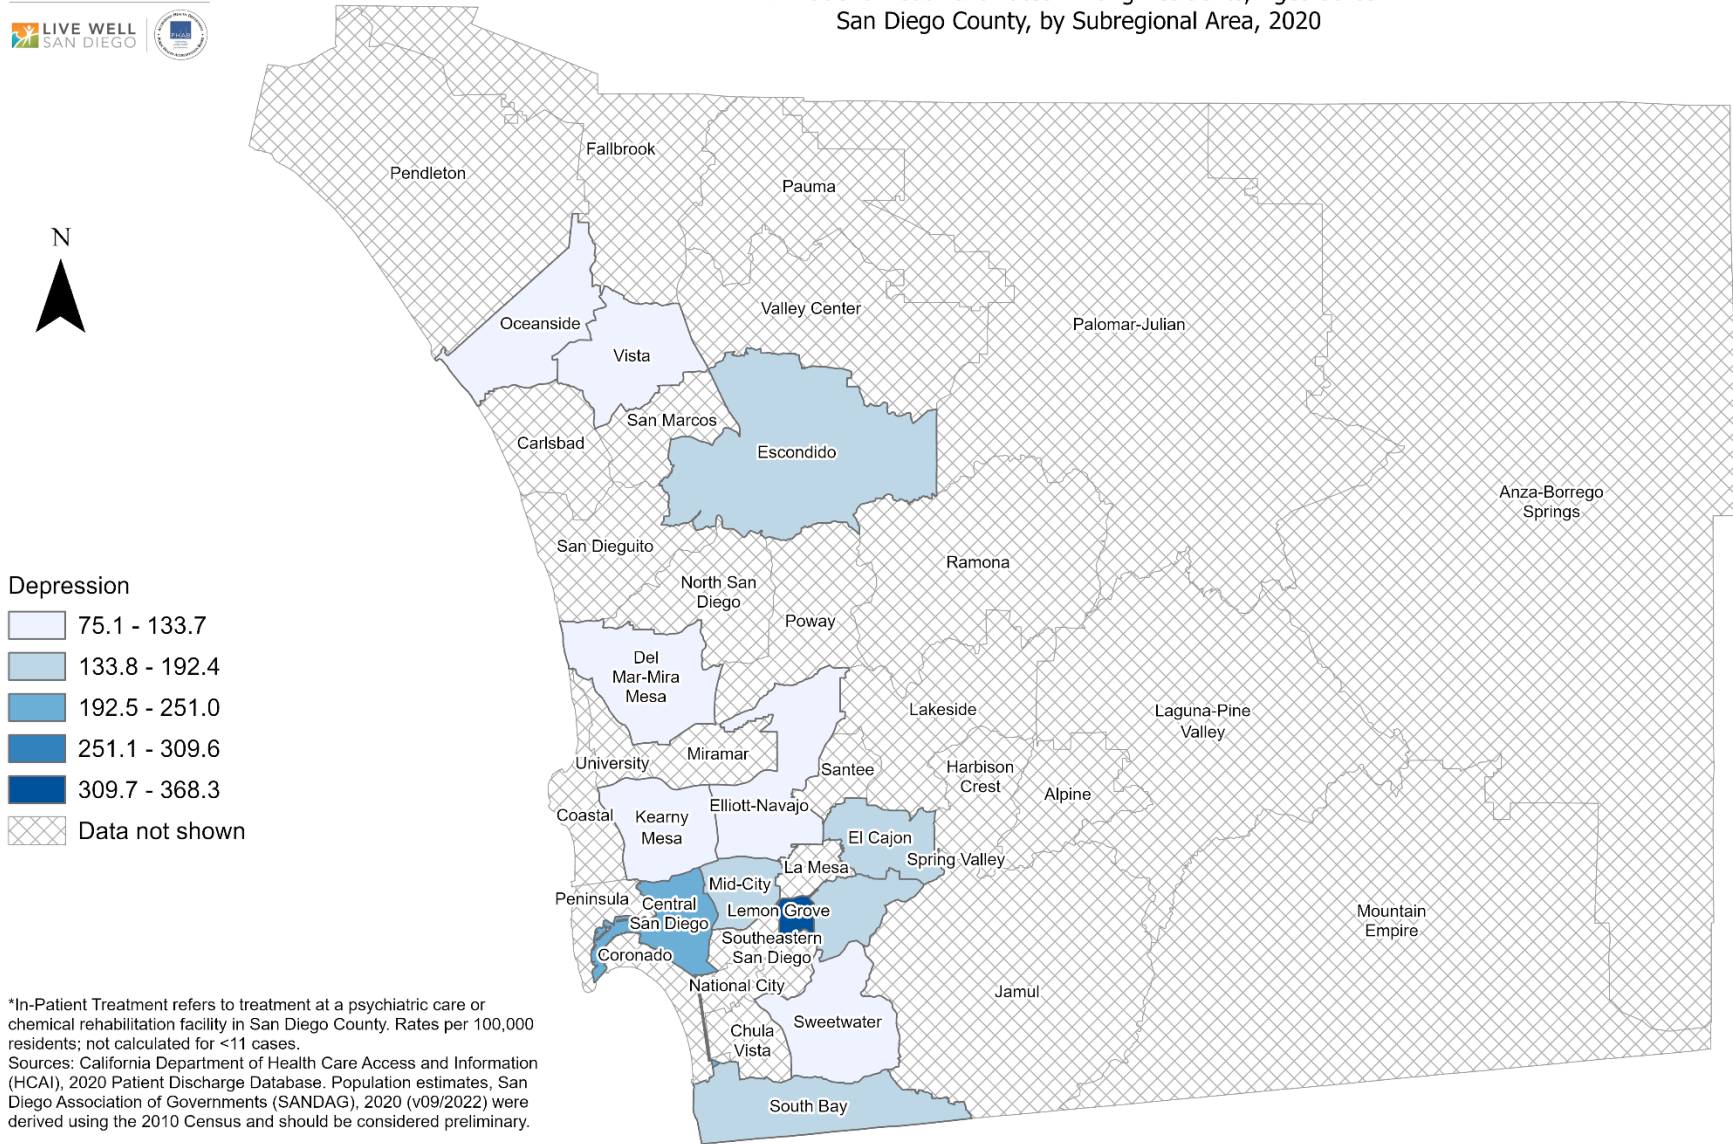 LIVE WELL
SAN DIEGO
PHAB
San Diego County, by Subregional Area, 2020
Fallbrook
Pendleton
Pauma
N
Valley Center
Oceanside
Palomar-Julian
Vista
San Marcos
Carlsbad
Escondido
Anza-Borrego
Springs
San Dieguito
Ramona
North San
Diego
Poway
Depression
75.1 - 133.7
133.8 - 192.4
192.5 - 251.0
251.1 - 309.6
309.7 - 368.3
Data not shown
Del
Mar-Mira
Mesa
Lakeside
Laguna-Pine
Valley
Miramar
University
Santee
Harbison
Crest
Alpine
Elliott-Navajo
Coastal
Kearny
Mesa
El Cajon
Spring Valley
La Mesa
Mid-City
Peninsula
Central
San Diego
Lemon Grove
Mountain
Empire
Southeastern
San Diego
Coronado
National City
Jamul
Sweetwater
Chula
Vista
South Bay
*In-Patient Treatment refers to treatment at a psychiatric care or
chemical rehabilitation facility in San Diego County. Rates per 100,000
residents; not calculated for <11 cases.
Sources: California Department of Health Care Access and Information
(HCAI), 2020 Patient Discharge Database. Population estimates, San
Diego Association of Governments (SANDAG), 2020 (v09/2022) were
derived using the 2010 Census and should be considered preliminary.